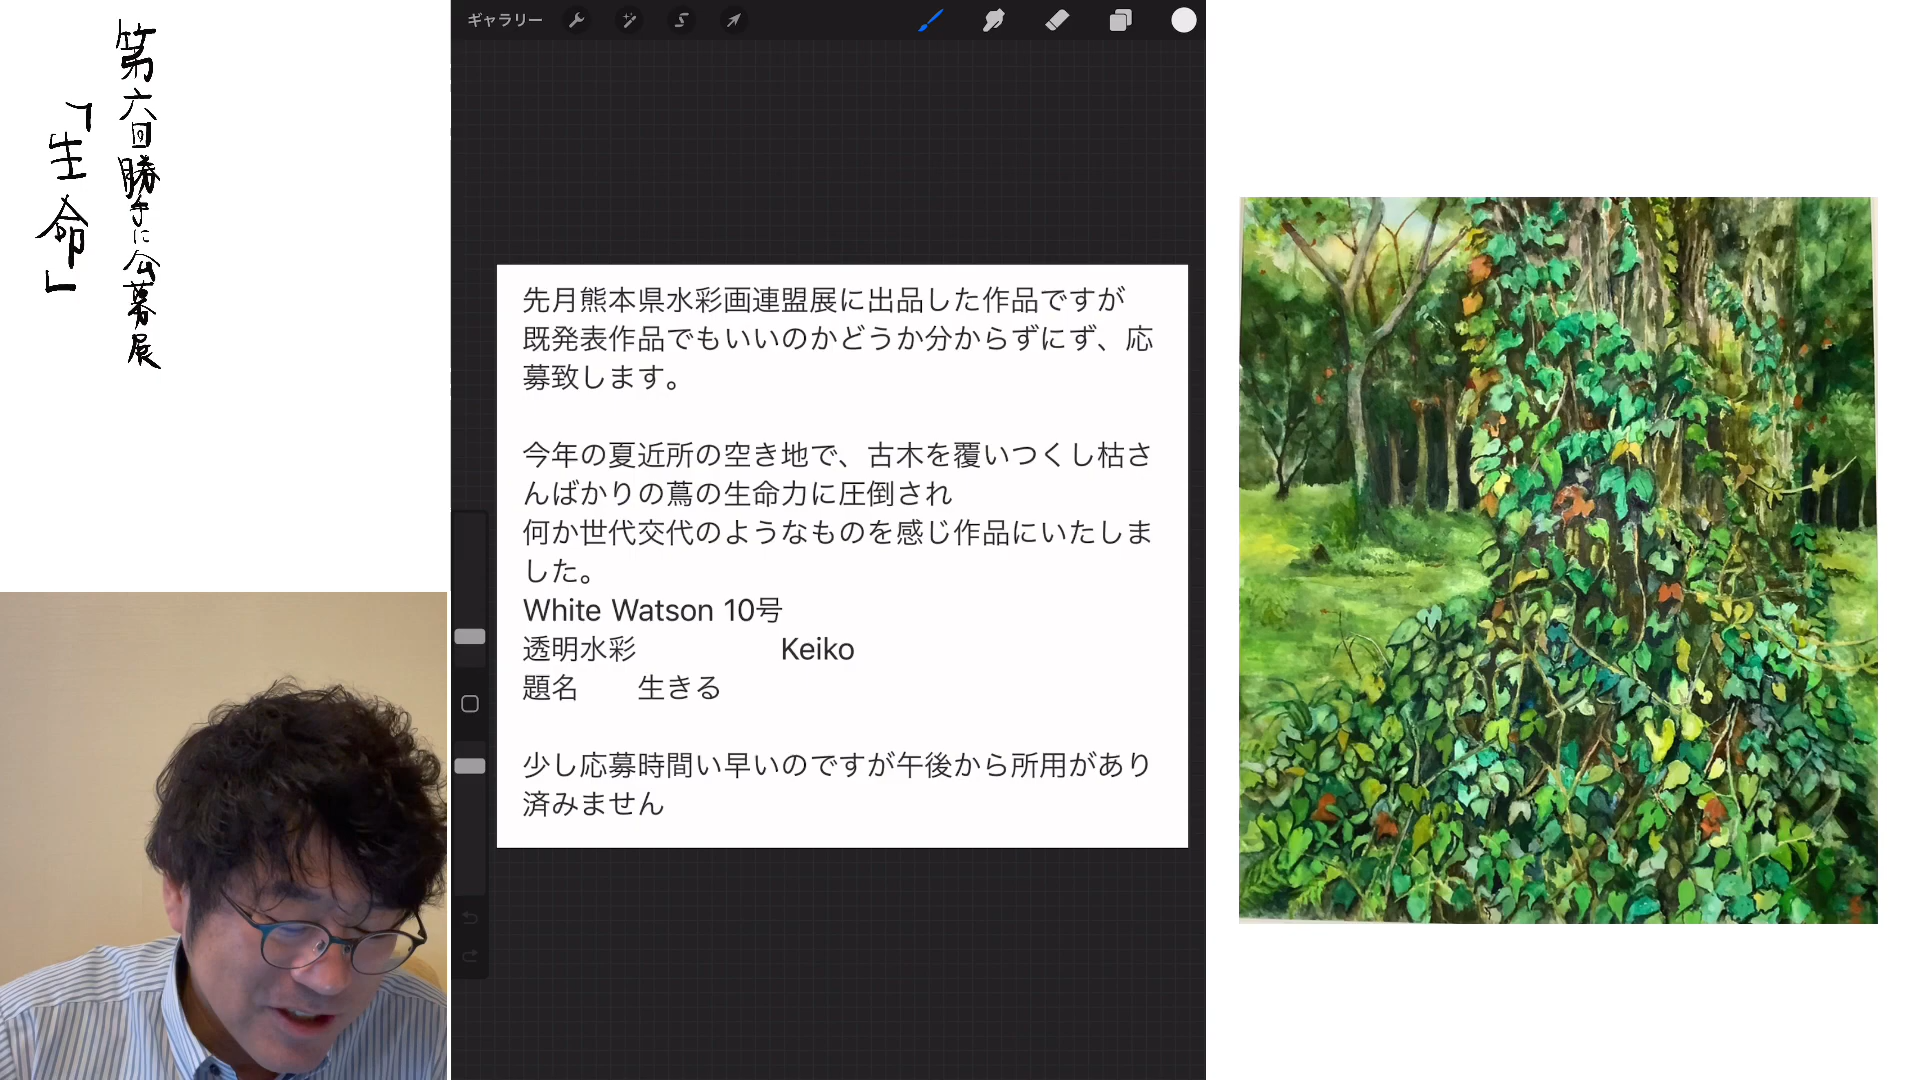 第六回勝手に公募展
「生命」
ギャラリー
先月熊本県水彩画連盟展に出品した作品ですが
既発表作品でもいいのかどうか分からずにず、応
募致します。
今年の夏近所の空き地で、古木を覆いつくし枯さ
んばかりの蔦の生命力に圧倒され
何か世代交代のようなものを感じ作品にいたしま
した。
White Watson 10号
透明水彩 Keiko
題名 生きる
少し応募時間い早いのですが午後から所用があり
済みません